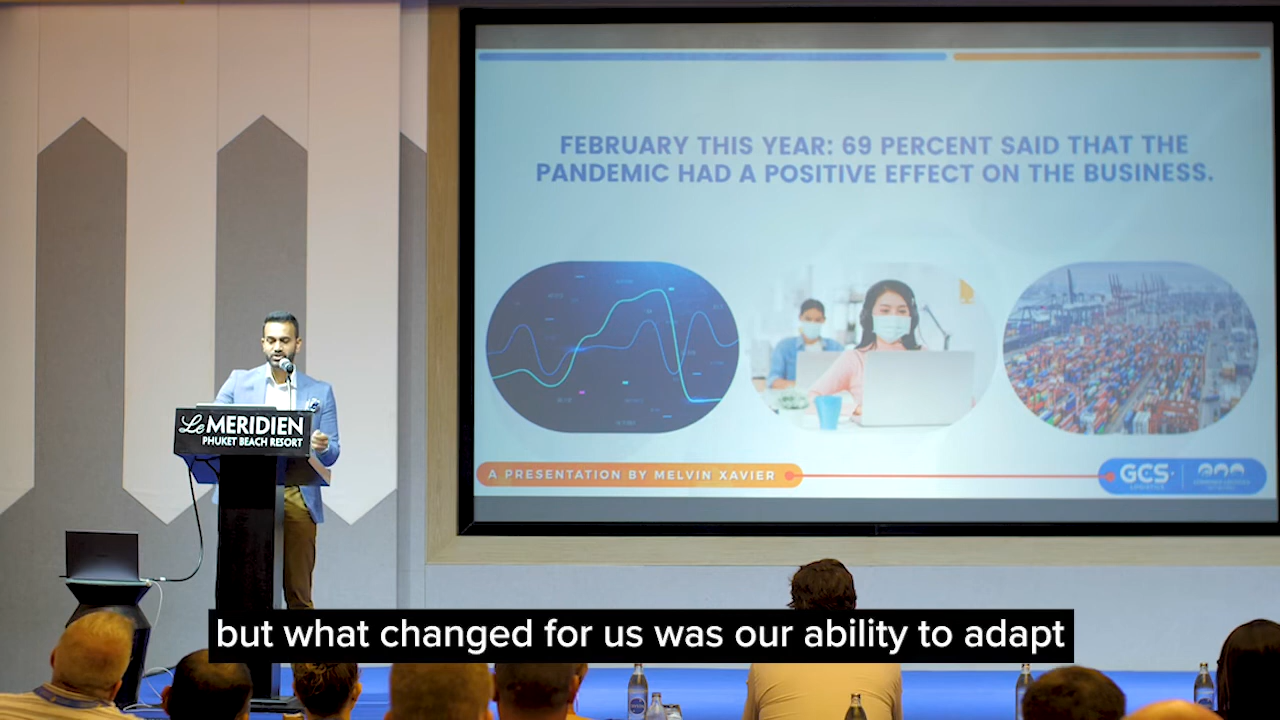 FEBRUARY THIS YEAR: 69 PERCENT SAID THAT THE
PANDEMIC HAD A POSITIVE EFFECT ON THE BUSINESS.
Le MERIDIEN
PHUKET BEACH RESORT
A PRESENTATION BY MELVIN XAVIER
GCS
LOGISTICS
but what changed for us was our ability to adapt